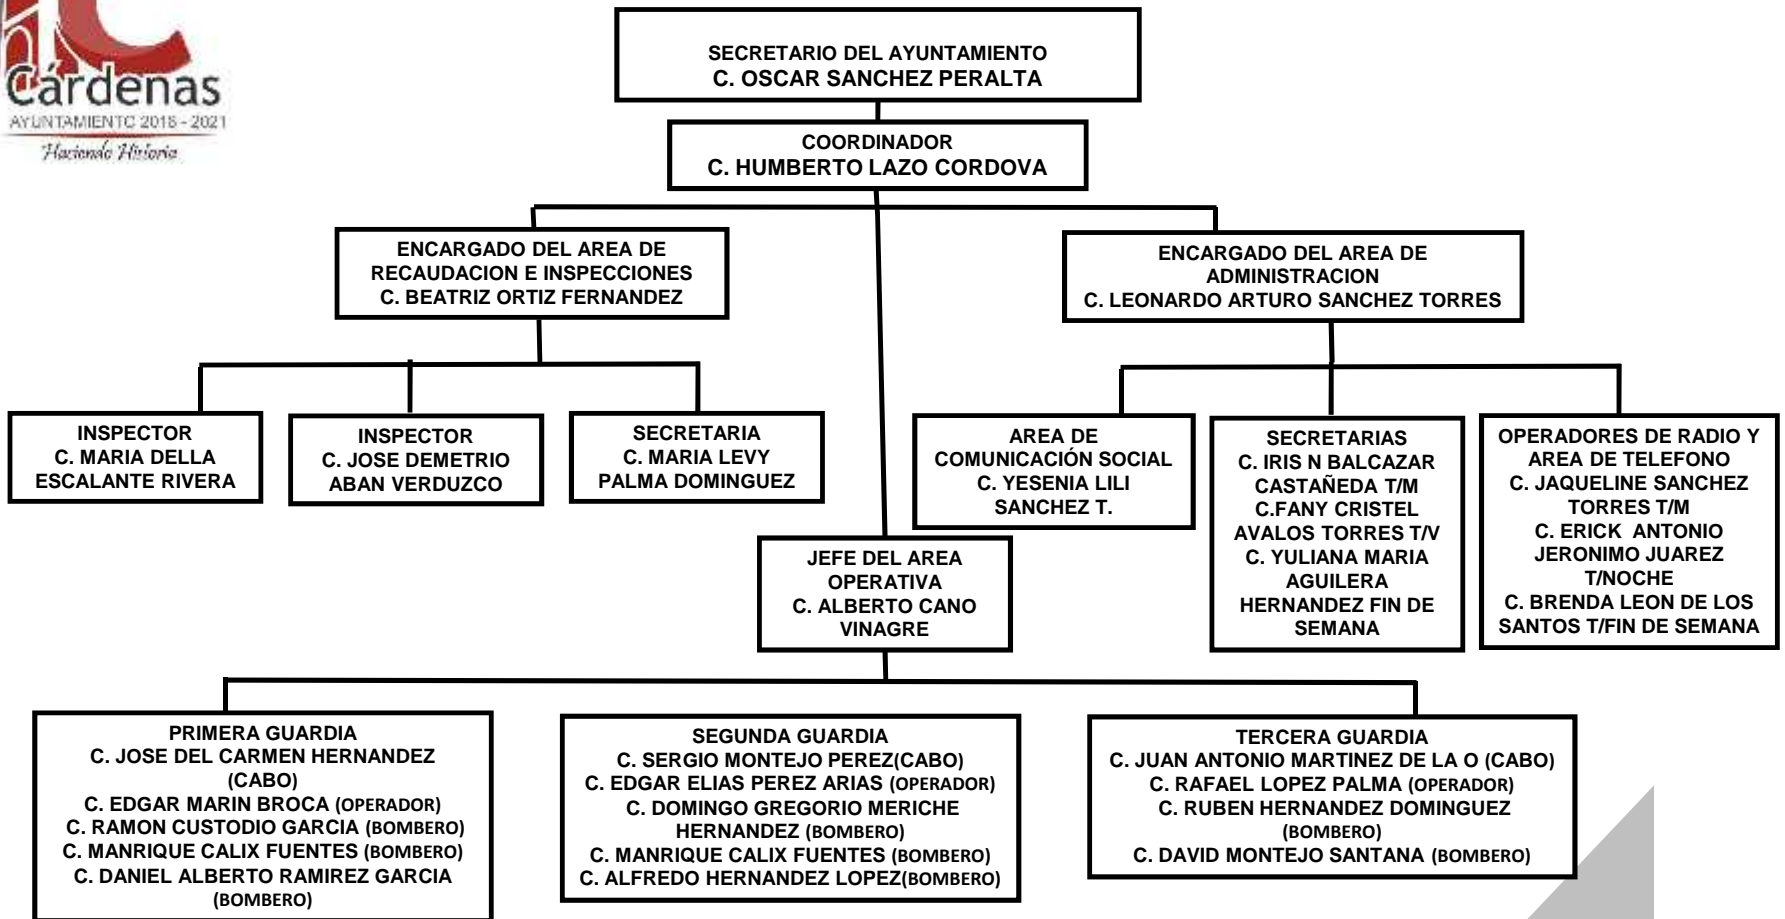 Cárdenas
AYUNTAMIENTO 2018 - 2021
Haciendo Historia
SECRETARIO DEL AYUNTAMIENTO
C. OSCAR SANCHEZ PERALTA
COORDINADOR
C. HUMBERTO LAZO CORDOVA
ENCARGADO DEL AREA DE
RECAUDACION E INSPECCIONES
C. BEATRIZ ORTIZ FERNANDEZ
ENCARGADO DEL AREA DE
ADMINISTRACION
C. LEONARDO ARTURO SANCHEZ TORRES
INSPECTOR
C. MARIA DELLA
ESCALANTE RIVERA
INSPECTOR
C. JOSE DEMETRIO
ABAN VERDUZCO
SECRETARIA
C. MARIA LEVY
PALMA DOMINGUEZ
AREA DE
COMUNICACIÓN SOCIAL
C. YESENIA LILI
SANCHEZ T.
SECRETARIAS
C. IRIS N BALCAZAR
CASTAÑEDA T/M
C.FANY CRISTEL
AVALOS TORRES T/V
C. YULIANA MARIA
AGUILERA
HERNANDEZ FIN DE
SEMANA
OPERADORES DE RADIO Y
AREA DE TELEFONO
C. JAQUELINE SANCHEZ
TORRES T/M
C. ERICK  ANTONIO
JERONIMO JUAREZ
T/NOCHE
C. BRENDA LEON DE LOS
SANTOS T/FIN DE SEMANA
JEFE DEL AREA
OPERATIVA
C. ALBERTO CANO
VINAGRE
PRIMERA GUARDIA
C. JOSE DEL CARMEN HERNANDEZ
(CABO)
C. EDGAR MARIN BROCA (OPERADOR)
C. RAMON CUSTODIO GARCIA (BOMBERO)
C. MANRIQUE CALIX FUENTES (BOMBERO)
C. DANIEL ALBERTO RAMIREZ GARCIA
(BOMBERO)
SEGUNDA GUARDIA
C. SERGIO MONTEJO PEREZ(CABO)
C. EDGAR ELIAS PEREZ ARIAS (OPERADOR)
C. DOMINGO GREGORIO MERICHE
HERNANDEZ (BOMBERO)
C. MANRIQUE CALIX FUENTES (BOMBERO)
C. ALFREDO HERNANDEZ LOPEZ(BOMBERO)
TERCERA GUARDIA
C. JUAN ANTONIO MARTINEZ DE LA O (CABO)
C. RAFAEL LOPEZ PALMA (OPERADOR)
C. RUBEN HERNANDEZ DOMINGUEZ
(BOMBERO)
C. DAVID MONTEJO SANTANA (BOMBERO)